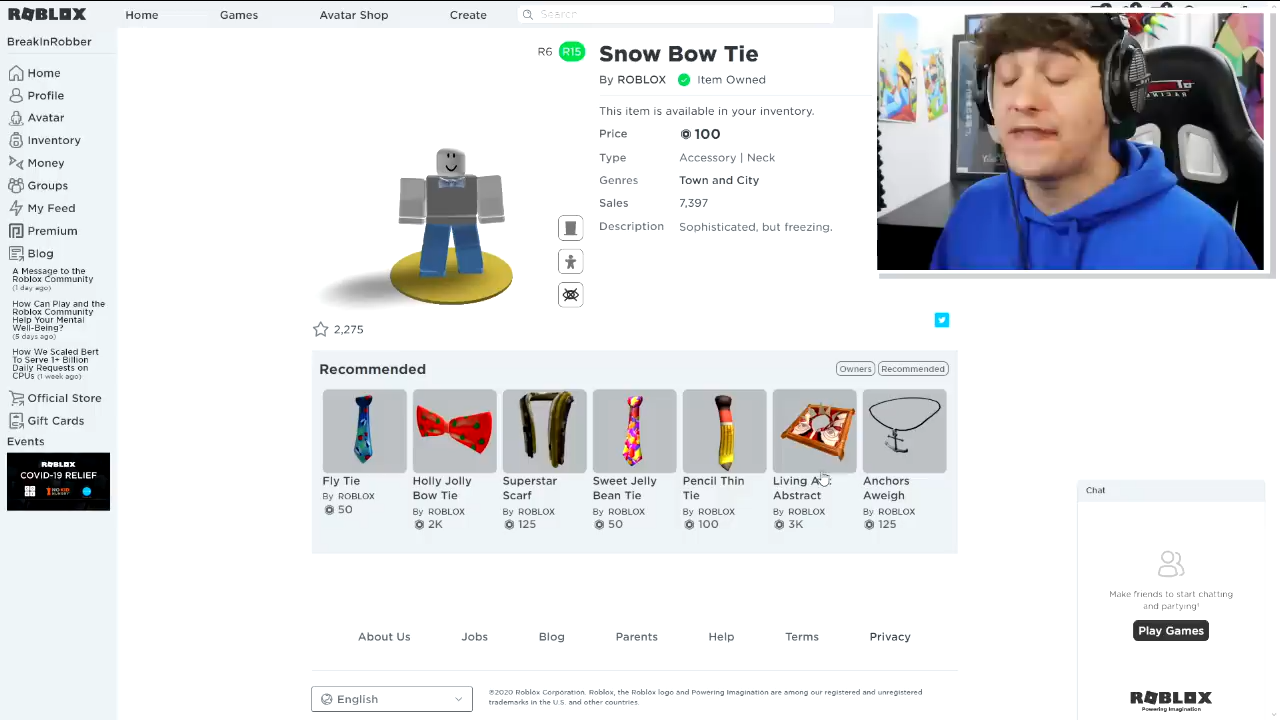 ROBLOX
Home
Games
Avatar Shop
Create
Search
BreakInRobber
Home
Profile
Avatar
Inventory
Money
Groups
My Feed
Premium
Blog
A Message to the
Roblox Community
(1 day ago)
How Can Play and the
Roblox Community
Help Your Mental
Well-Being?
(5 days ago)
How We Scaled Bert
To Serve 1+ Billion
Daily Requests on
CPUs (1 week ago)
Official Store
Gift Cards
Events
ROBLOX
COVID-19 RELIEF
R6 R15
Snow Bow Tie
By ROBLOX Item Owned
This item is available in your inventory.
Price 100
Type Accessory | Neck
Genres Town and City
Sales 7,397
Description Sophisticated, but freezing.
2,275
Recommended
Owners Recommended
Fly Tie
By ROBLOX
50
Holly Jolly
Bow Tie
By ROBLOX
2K
Superstar
Scarf
By ROBLOX
125
Sweet Jelly
Bean Tie
By ROBLOX
50
Pencil Thin
Tie
By ROBLOX
100
Living
Abstract
By ROBLOX
3K
Anchors
Aweigh
By ROBLOX
125
About Us
Jobs
Blog
Parents
Help
Terms
Privacy
English
©2020 Roblox Corporation. Roblox, the Roblox logo and Powering Imagination are among our registered and unregistered
trademarks in the U.S. and other countries.
Chat
Make friends to start chatting
and partying!
Play Games
ROBLOX
Powering Imagination